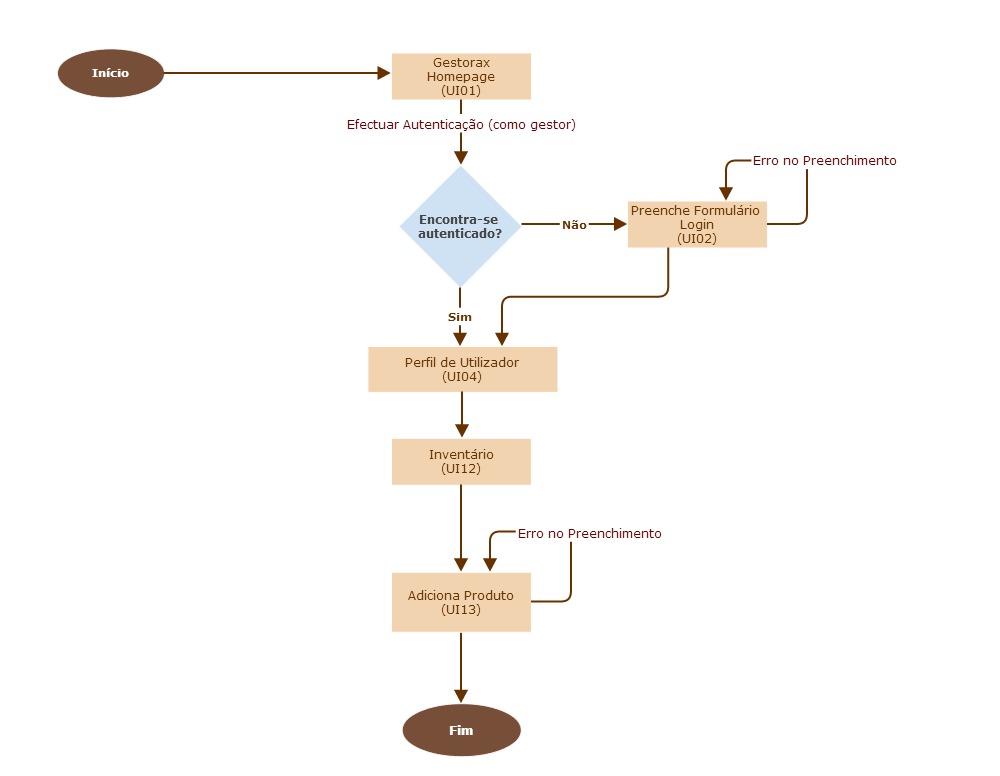 Início
Gestorax
Homepage
(UI01)
Efectuar Autenticação (como gestor)
Erro no Preenchimento
Encontra-se
autenticado?
Não
Preenche Formulário
Login
(UI02)
Sim
Perfil de Utilizador
(UI04)
Inventário
(UI12)
Erro no Preenchimento
Adiciona Produto
(UI13)
Fim